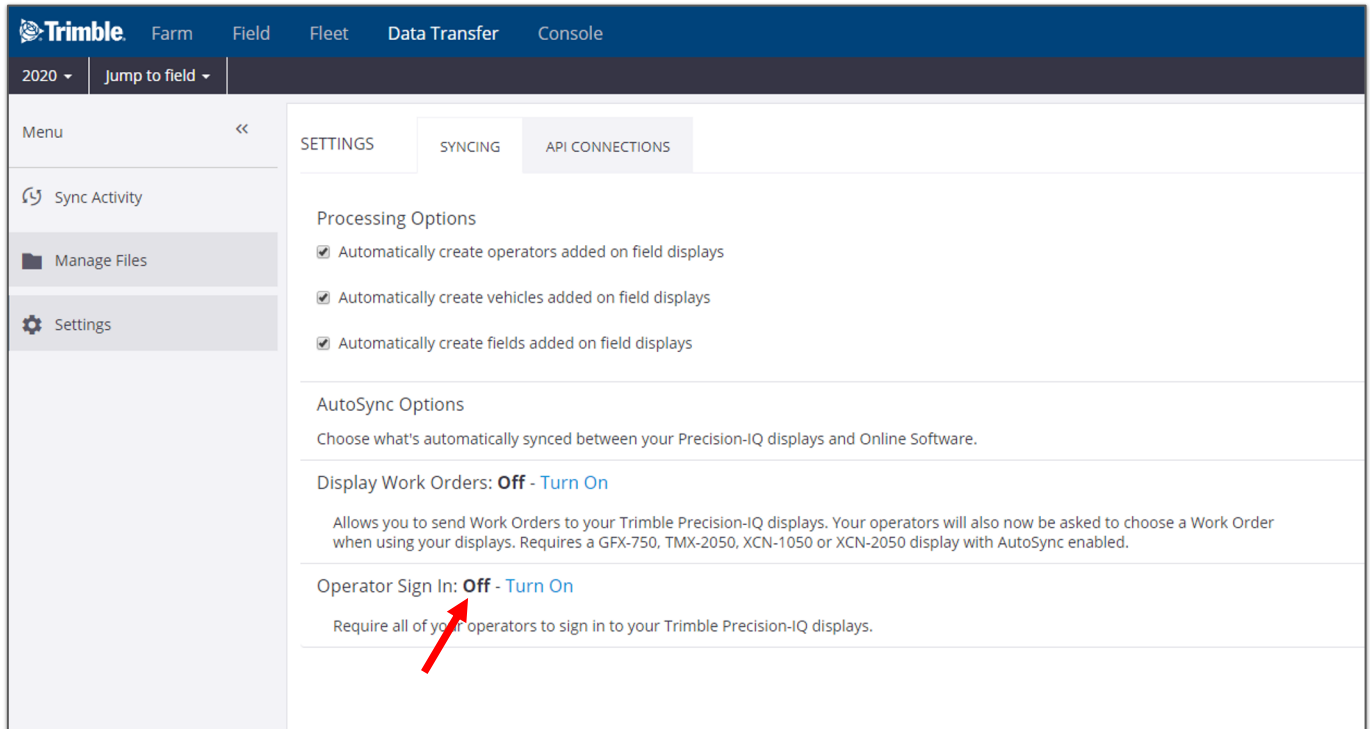 Trimble. Farm Field Fleet Data Transfer Console
2020 Jump to field
Menu
Sync Activity
Manage Files
Settings
SETTINGS SYNCING API CONNECTIONS
Processing Options
Automatically create operators added on field displays
Automatically create vehicles added on field displays
Automatically create fields added on field displays
AutoSync Options
Choose what's automatically synced between your Precision-IQ displays and Online Software.
Display Work Orders: Off - Turn On
Allows you to send Work Orders to your Trimble Precision-IQ displays. Your operators will also now be asked to choose a Work Order
when using your displays. Requires a GFX-750, TMX-2050, XCN-1050 or XCN-2050 display with AutoSync enabled.
Operator Sign In: Off - Turn On
Require all of your operators to sign in to your Trimble Precision-IQ displays.